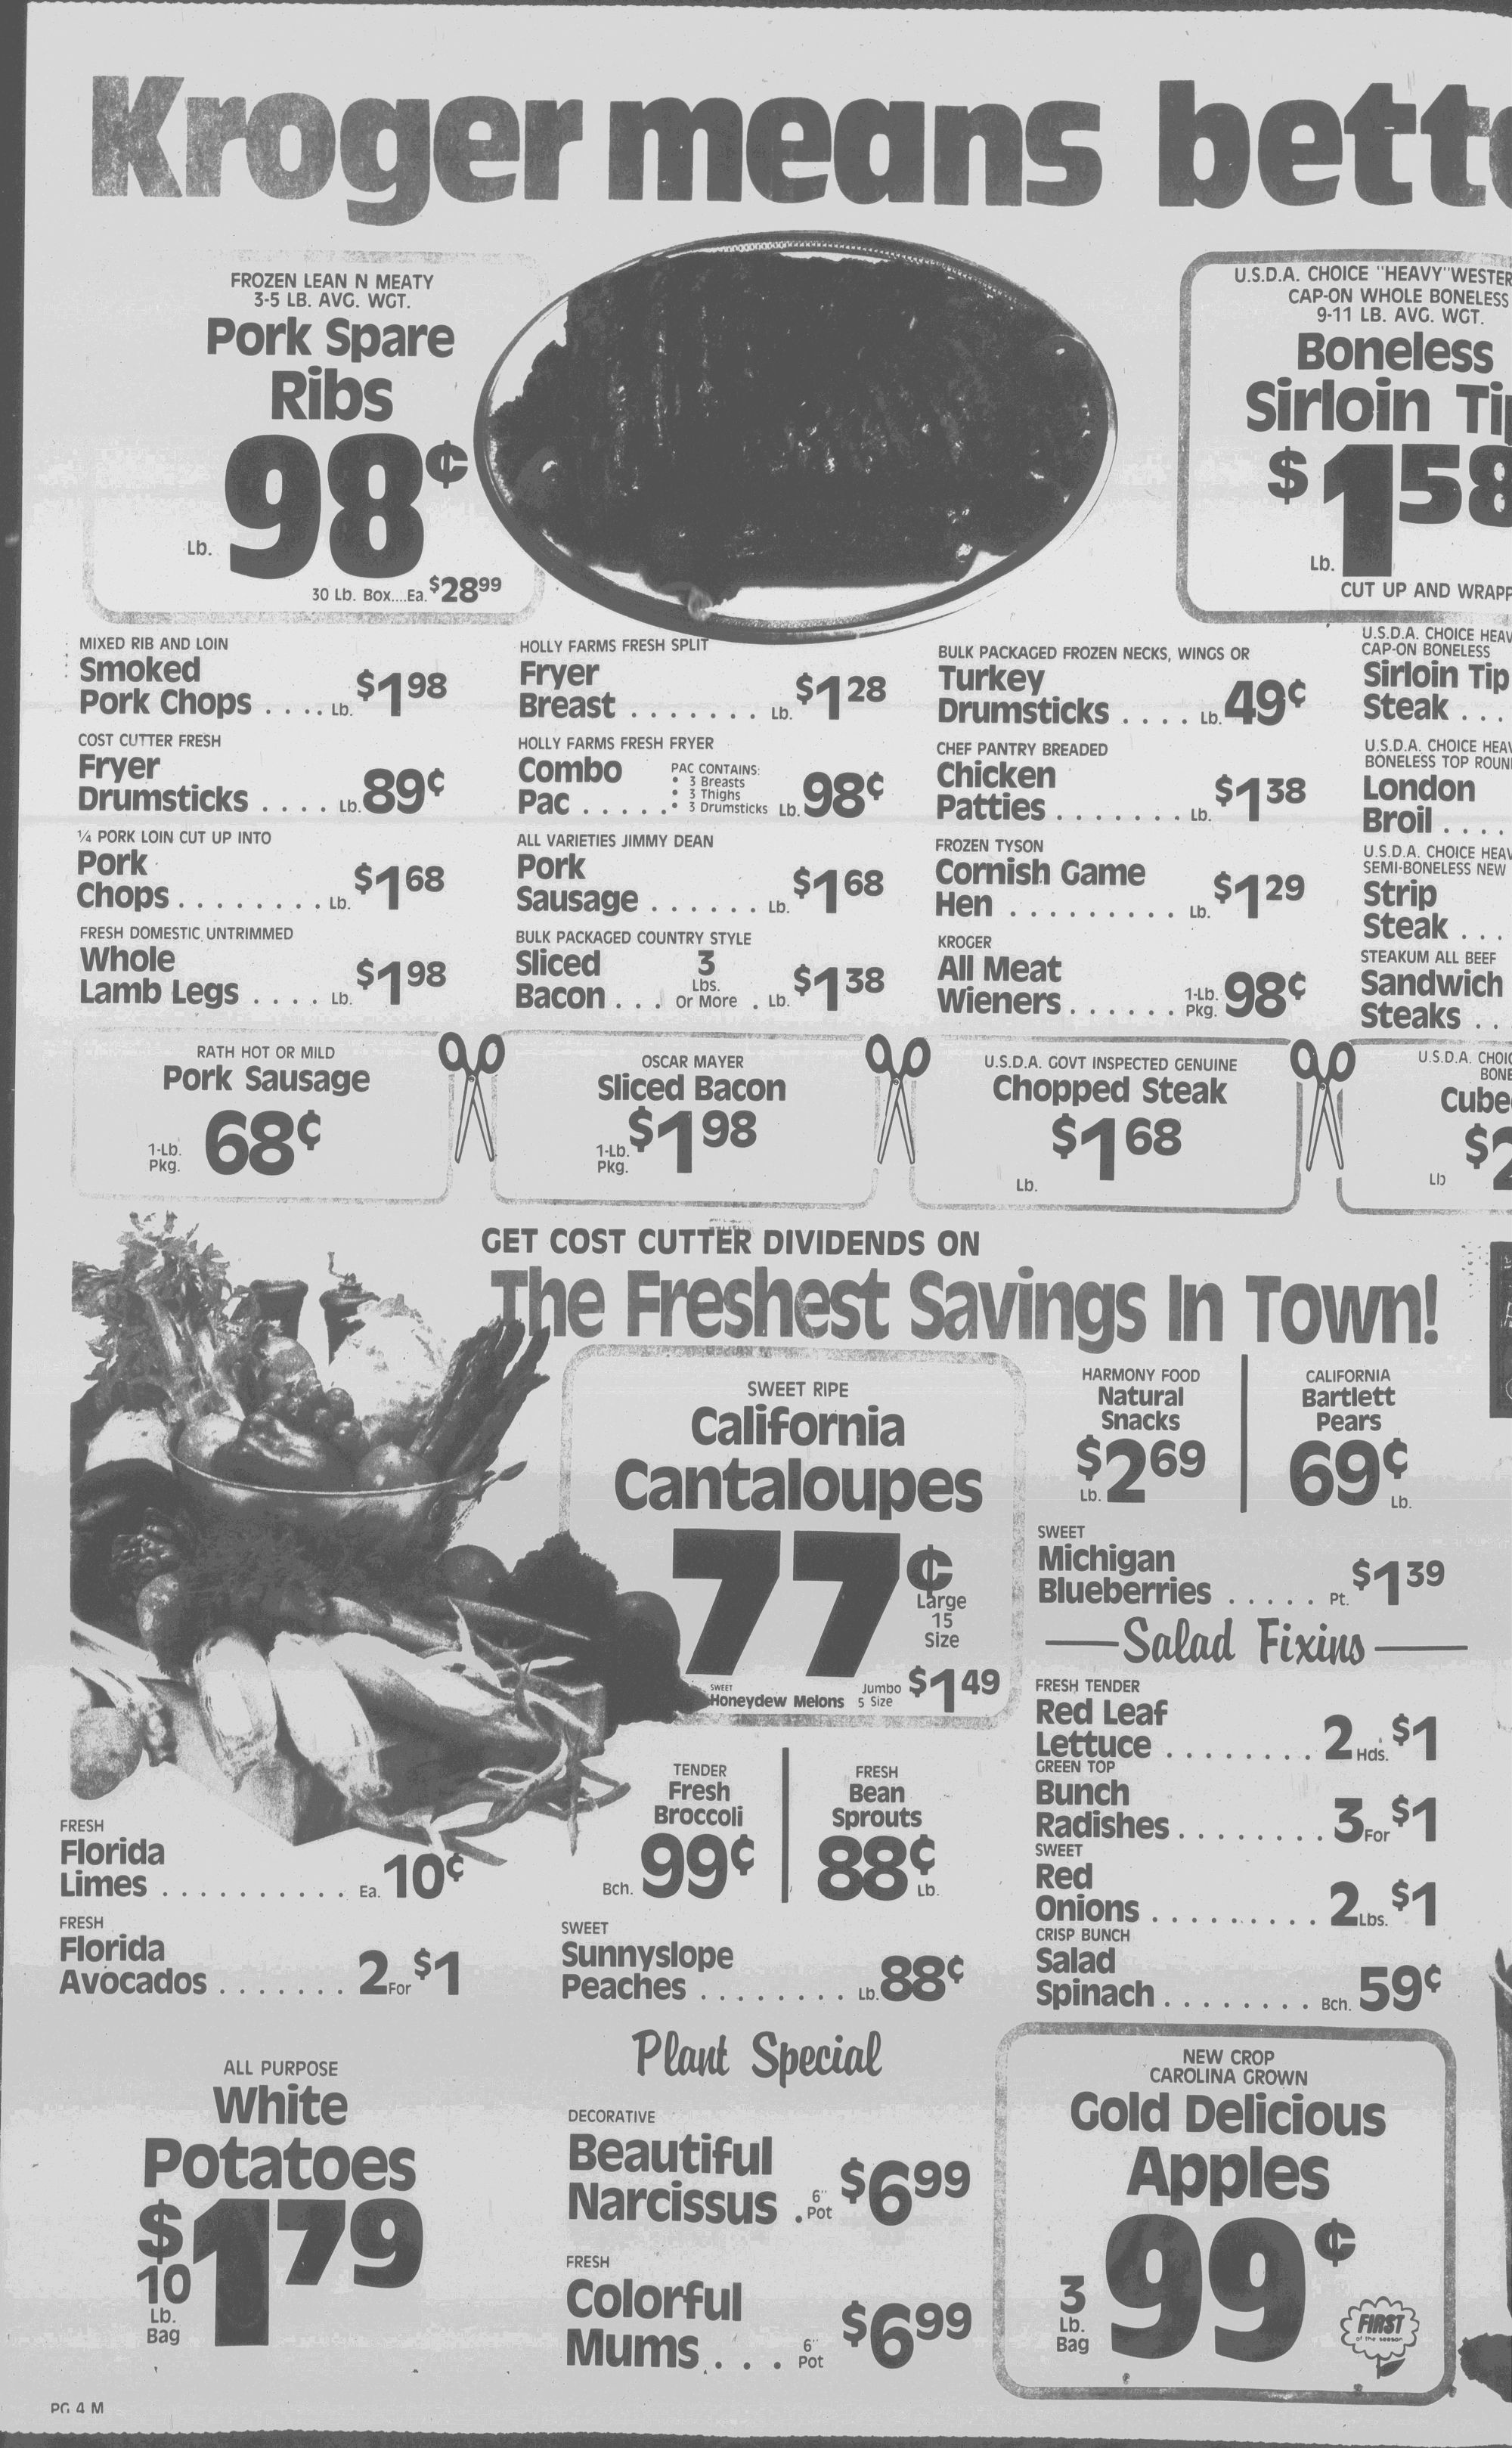 Kroger means bett
FROZEN LEAN N MEATY
3-5 LB. AVG. WGT.
Pork Spare
Ribs
98¢
Lb.
30 Lb. Box....Ea. $28 99
U.S.D.A. CHOICE "HEAVY" WESTER
CAP-ON WHOLE BONELESS
9-11 LB. AVG. WGT.
Boneless
Sirloin Tip
$1 58
Lb.
CUT UP AND WRAPP
MIXED RIB AND LOIN
Smoked
Pork Chops .... Lb. $1 98
COST CUTTER FRESH
Fryer
Drumsticks .... Lb. 89¢
¼ PORK LOIN CUT UP INTO
Pork
Chops ........ Lb. $1 68
FRESH DOMESTIC UNTRIMMED
Whole
Lamb Legs .... Lb. $1 98
HOLLY FARMS FRESH SPLIT
Fryer
Breast ....... Lb. $1 28
HOLLY FARMS FRESH FRYER
Combo
Pac .....
PAC CONTAINS:
• 3 Breasts
• 3 Thighs
• 3 Drumsticks Lb. 98¢
ALL VARIETIES JIMMY DEAN
Pork
Sausage ...... Lb. $1 68
BULK PACKAGED COUNTRY STYLE
Sliced 3
Lbs.
Bacon ... or More . Lb. $1 38
BULK PACKAGED FROZEN NECKS, WINGS OR
Turkey
Drumsticks .... Lb. 49¢
CHEF PANTRY BREADED
Chicken
Patties ....... Lb. $1 38
FROZEN TYSON
Cornish Game
Hen ......... Lb. $1 29
KROGER
All Meat
Wieners ...... 1-Lb. Pkg. 98¢
U.S.D.A. CHOICE HEAV
CAP-ON BONELESS
Sirloin Tip
Steak ...
U.S.D.A. CHOICE HEAV
BONELESS TOP ROUN
London
Broil ....
U.S.D.A. CHOICE HEAV
SEMI-BONELESS NEW
Strip
Steak ...
STEAKUM ALL BEEF
Sandwich
Steaks ..
RATH HOT OR MILD
Pork Sausage
1-Lb. Pkg. 68¢
OSCAR MAYER
Sliced Bacon
1-Lb. Pkg. $1 98
U.S.D.A. GOVT INSPECTED GENUINE
Chopped Steak
$1 68
Lb.
U.S.D.A. CHOIC
BONE
Cube
$2
Lb
GET COST CUTTER DIVIDENDS ON
The Freshest Savings In Town!
SWEET RIPE
California
Cantaloupes
77¢
Large
15
Size
SWEET
Honeydew Melons Jumbo 5 Size $1 49
HARMONY FOOD
Natural
Snacks
$2 69
Lb.
CALIFORNIA
Bartlett
Pears
69¢
Lb.
SWEET
Michigan
Blueberries ..... Pt. $1 39
Salad Fixins
FRESH TENDER
Red Leaf
Lettuce ........ 2 Hds. $1
GREEN TOP
Bunch
Radishes ........ 3 For $1
SWEET
Red
Onions ......... 2 Lbs. $1
CRISP BUNCH
Salad
Spinach ........ Bch. 59¢
TENDER
Fresh
Broccoli
Bch. 99¢
FRESH
Bean
Sprouts
88¢
Lb.
FRESH
Florida
Limes .......... Ea. 10¢
FRESH
Florida
Avocados ....... 2 For $1
SWEET
Sunnyslope
Peaches ........ Lb. 88¢
ALL PURPOSE
White
Potatoes
$1 79
10
Lb.
Bag
Plant Special
DECORATIVE
Beautiful
Narcissus . 6" Pot $6 99
FRESH
Colorful
Mums ... 6" Pot $6 99
NEW CROP
CAROLINA GROWN
Gold Delicious
Apples
99¢
3
Lb.
Bag
FIRST
of the season
PG 4 M